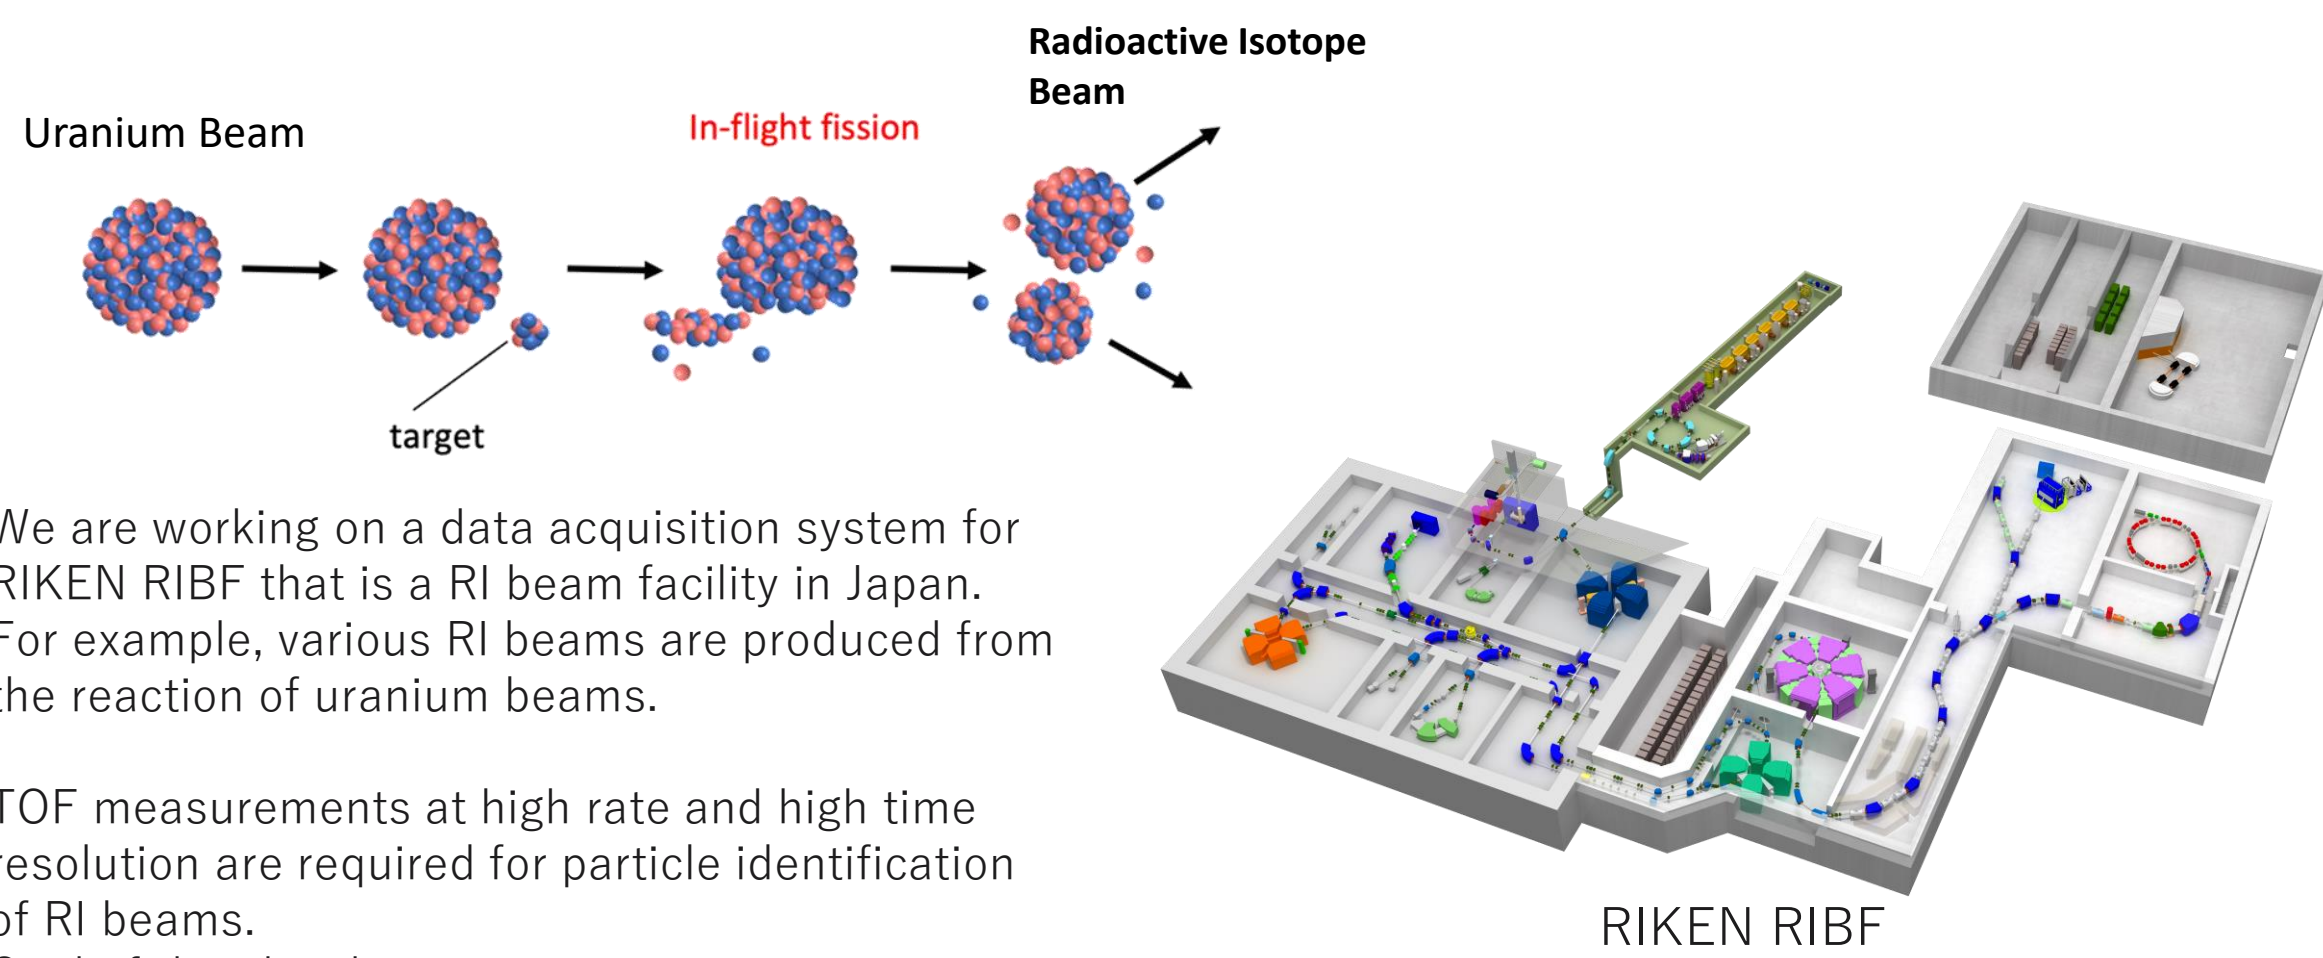 Radioactive Isotope
Beam
Uranium Beam
In-flight fission
target
We are working on a data acquisition system for
RIKEN RIBF that is a RI beam facility in Japan.
For example, various RI beams are produced from
the reaction of uranium beams.
TOF measurements at high rate and high time
resolution are required for particle identification
of RI beams.
RIKEN RIBF